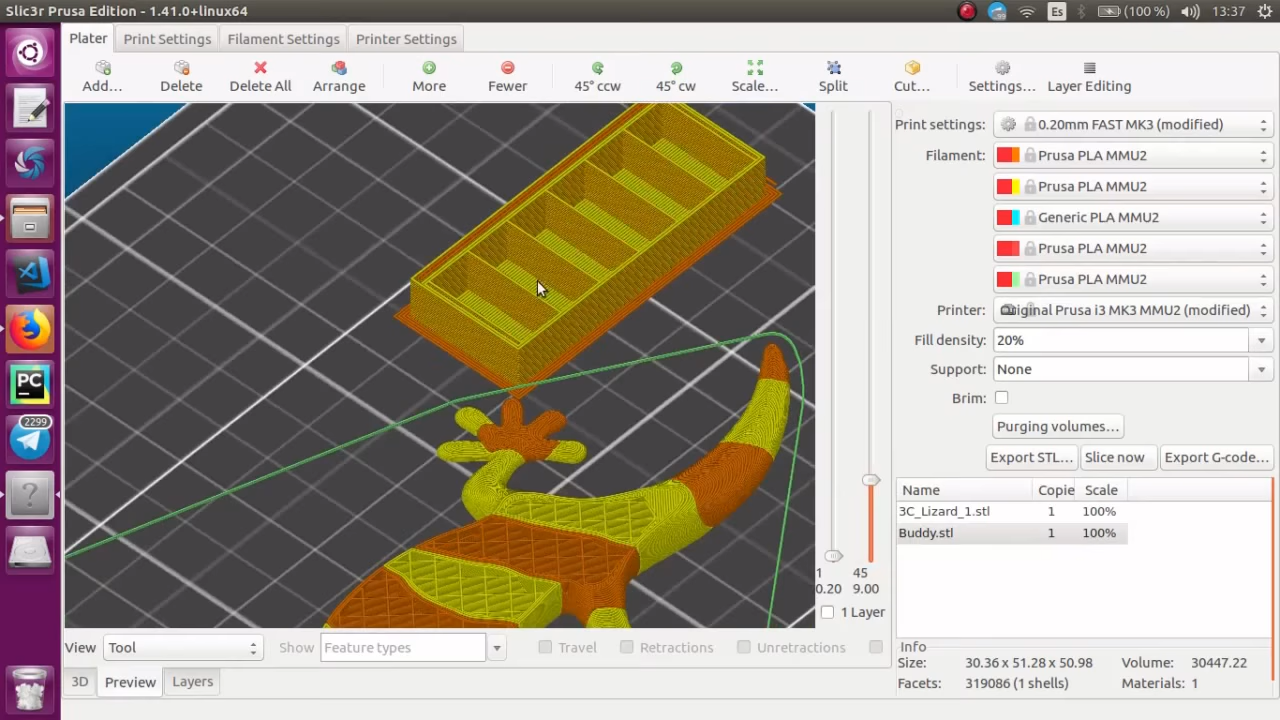 Slic3r Prusa Edition - 1.41.0+linux64
Es
(100 %)
13:37
Plater
Print Settings
Filament Settings
Printer Settings
Add...
Delete
Delete All
Arrange
More
Fewer
45° ccw
45° cw
Scale...
Split
Cut...
Settings...
Layer Editing
Print settings:
0.20mm FAST MK3 (modified)
Filament:
Prusa PLA MMU2
Prusa PLA MMU2
Generic PLA MMU2
Prusa PLA MMU2
Prusa PLA MMU2
Printer:
Original Prusa i3 MK3 MMU2 (modified)
Fill density:
20%
Support:
None
Brim:
Purging volumes...
Export STL...
Slice now
Export G-code...
Name
Copie
Scale
3C_Lizard_1.stl
1
100%
Buddy.stl
1
100%
PC
2299
?
1
0.20
45
9.00
1 Layer
View
Tool
Show
Feature types
Travel
Retractions
Unretractions
3D
Preview
Layers
Info
Size:
30.36 x 51.28 x 50.98
Volume:
30447.22
Facets:
319086 (1 shells)
Materials:
1